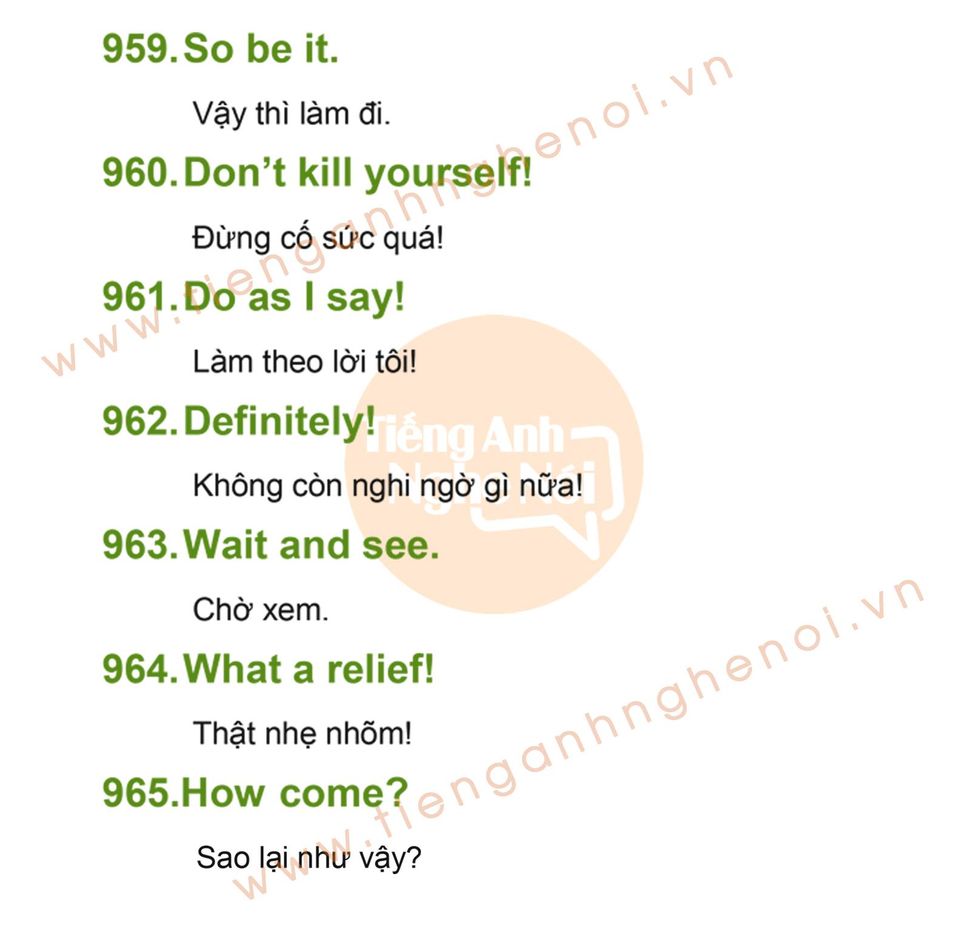 959. So be it.
Vậy thì làm đi.
960. Don’t kill yourself!
Đừng cố sức quá!
961. Do as I say!
Làm theo lời tôi!
962. Definitely!
Tiếng Anh
Không còn nghi ngờ gì nữa!
Nghe Nói
963. Wait and see.
Chờ xem.
964. What a relief!
Thật nhẹ nhõm!
965. How come?
Sao lại như vậy?
www.tienganhnghenoi.vn
www.tienganhnghenoi.vn